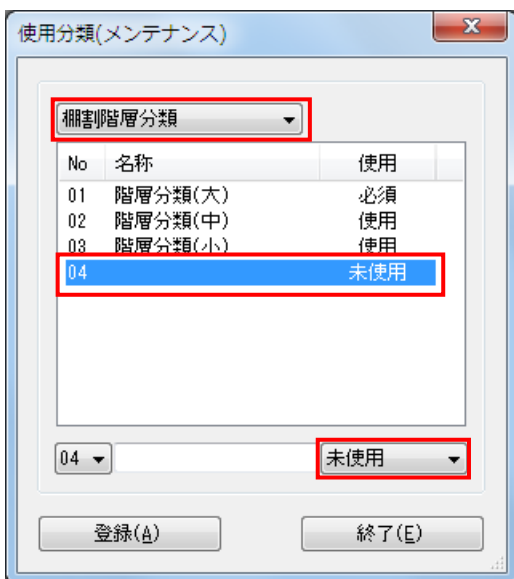 使用分類(メンテナンス)
棚割階層分類
No 名称 使用
01 階層分類(大) 必須
02 階層分類(中) 使用
03 階層分類(小) 使用
04 未使用
04 未使用
登録(A) 終了(E)